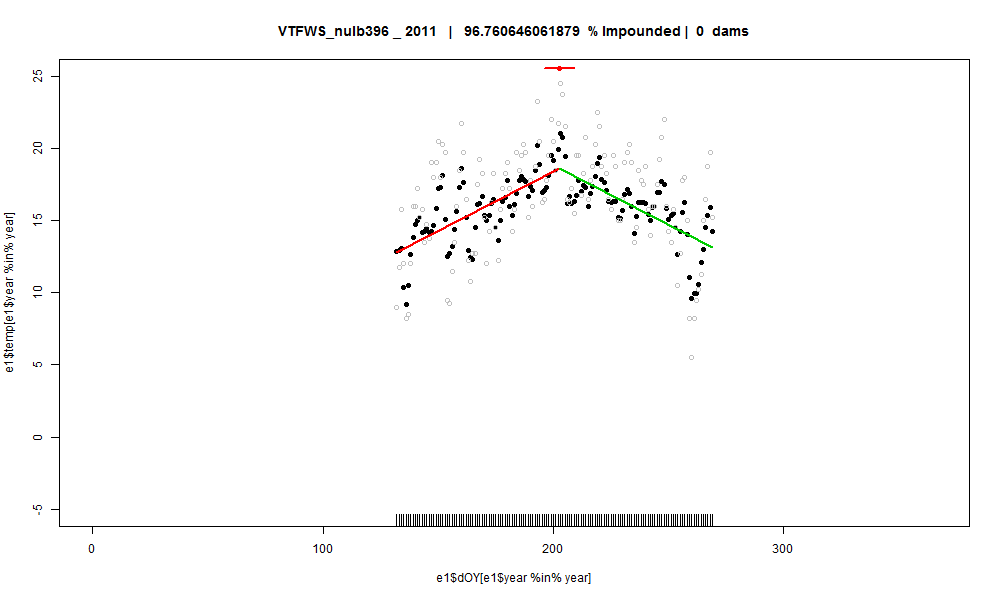 VTFWS_nulb396 _ 2011 | 96.760646061879 % Impounded | 0 dams
25
20
15
10
5
0
-5
e1$temp[e1$year %in% year]
0 100 200 300
e1$dOY[e1$year %in% year]